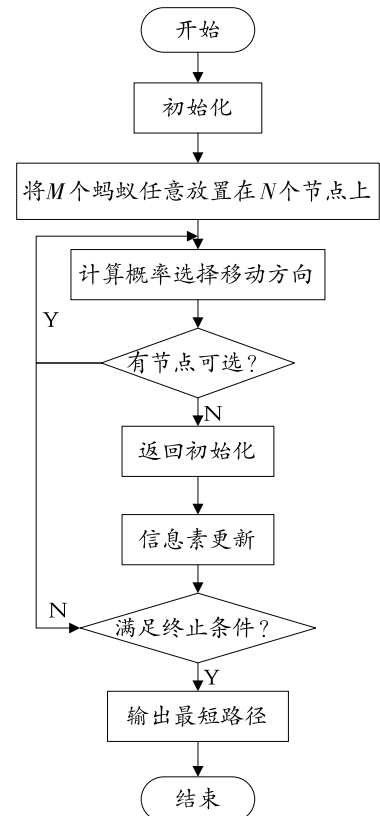 开始
初始化
将M个蚂蚁任意放置在N个节点上
计算概率选择移动方向
Y
有节点可选？
N
返回初始化
信息素更新
N
满足终止条件？
Y
输出最短路径
结束